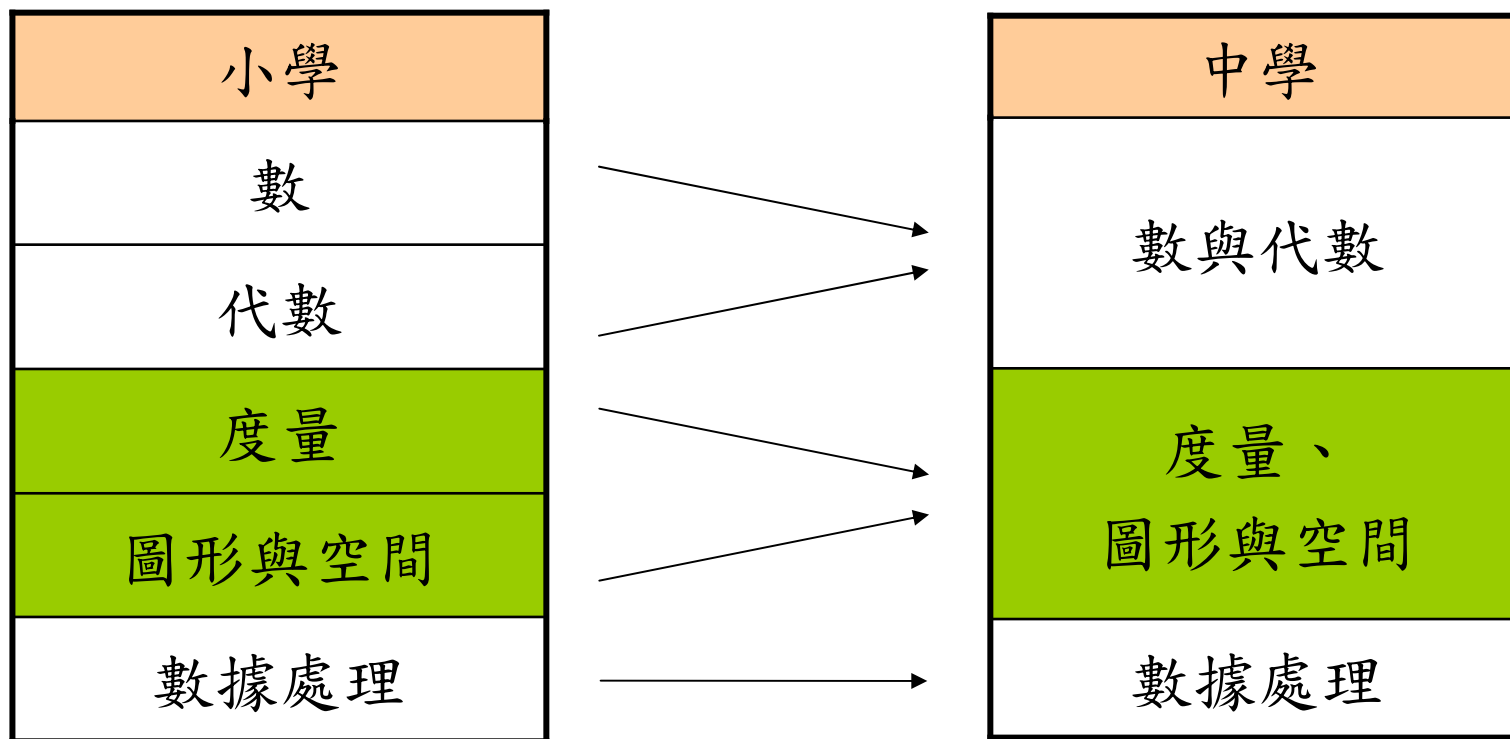 小學
數
代數
度量
圖形與空間
數據處理
中學
數與代數
度量、
圖形與空間
數據處理